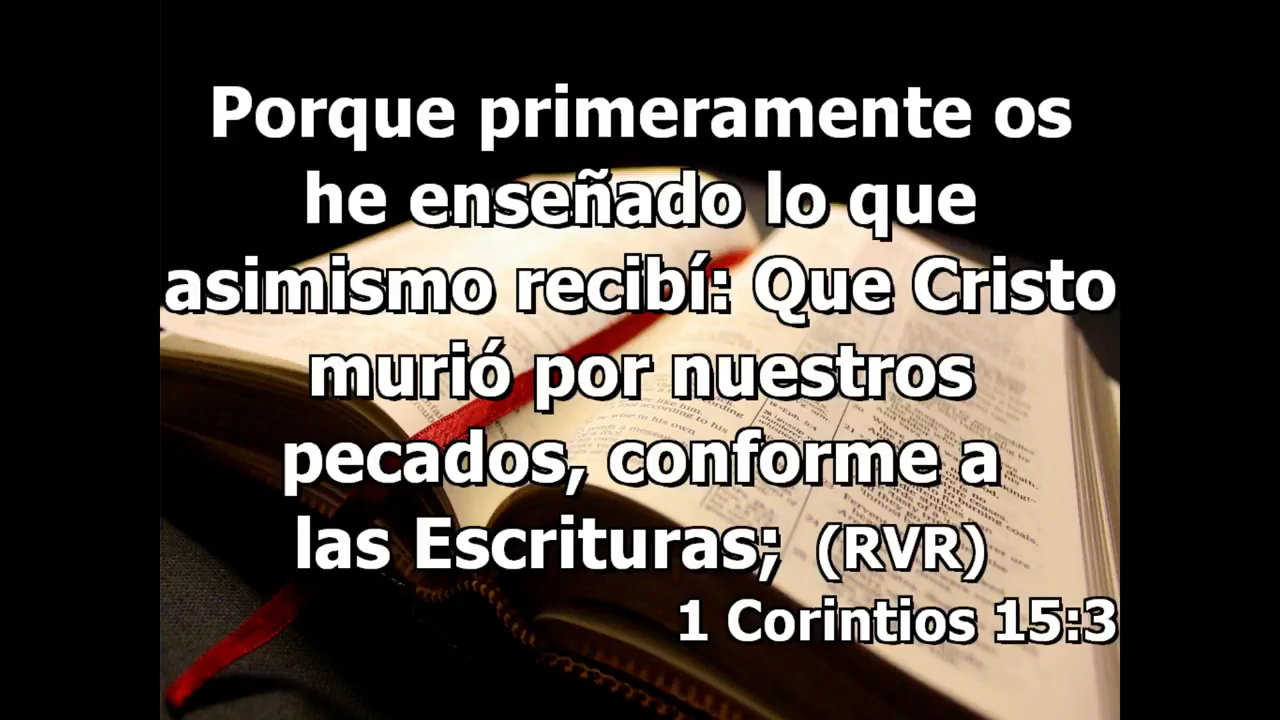 Porque primeramente os
he enseñado lo que
asimismo recibí: Que Cristo
murió por nuestros
pecados, conforme a
las Escrituras; (RVR)
1 Corintios 15:3